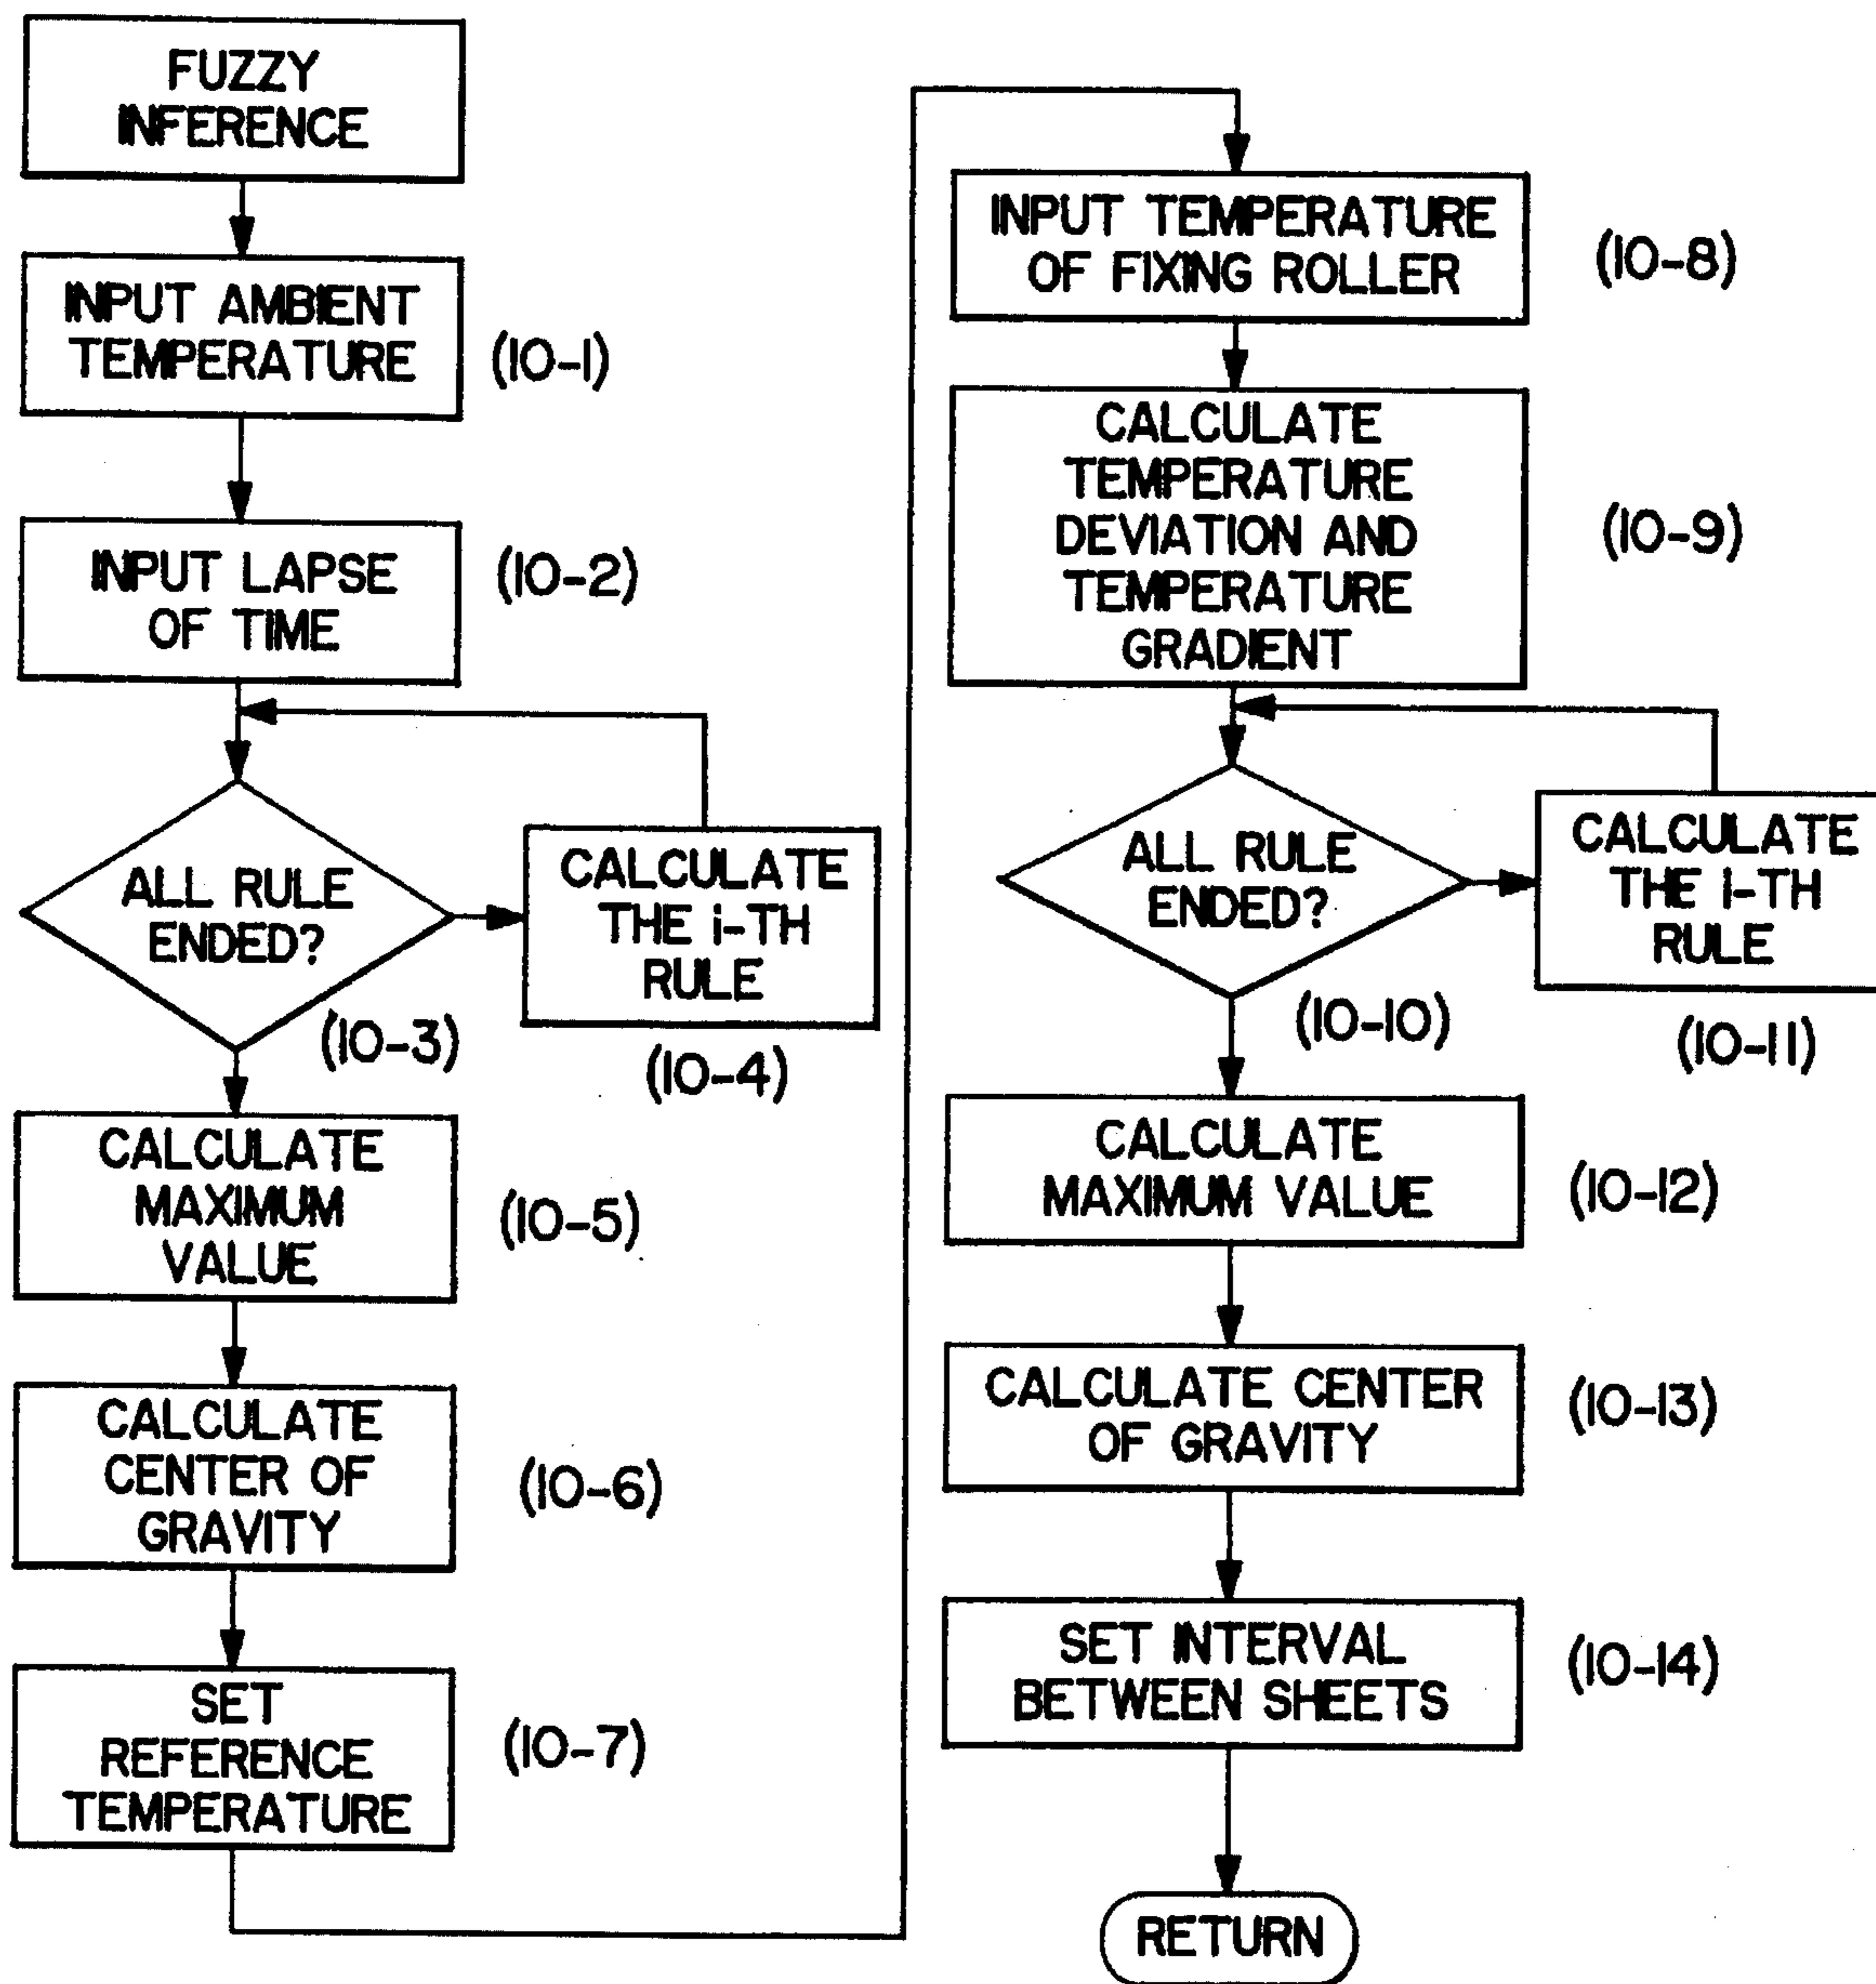 FUZZY
INFERENCE
INPUT AMBIENT
TEMPERATURE
(10-1)
INPUT LAPSE
OF TIME
(10-2)
ALL RULE
ENDED?
(10-3)
CALCULATE
THE i-TH
RULE
(10-4)
CALCULATE
MAXIMUM
VALUE
(10-5)
CALCULATE
CENTER OF
GRAVITY
(10-6)
SET
REFERENCE
TEMPERATURE
(10-7)
INPUT TEMPERATURE
OF FIXING ROLLER
(10-8)
CALCULATE
TEMPERATURE
DEVIATION AND
TEMPERATURE
GRADIENT
(10-9)
ALL RULE
ENDED?
(10-10)
CALCULATE
THE I-TH
RULE
(10-11)
CALCULATE
MAXIMUM VALUE
(10-12)
CALCULATE CENTER
OF GRAVITY
(10-13)
SET INTERVAL
BETWEEN SHEETS
(10-14)
RETURN